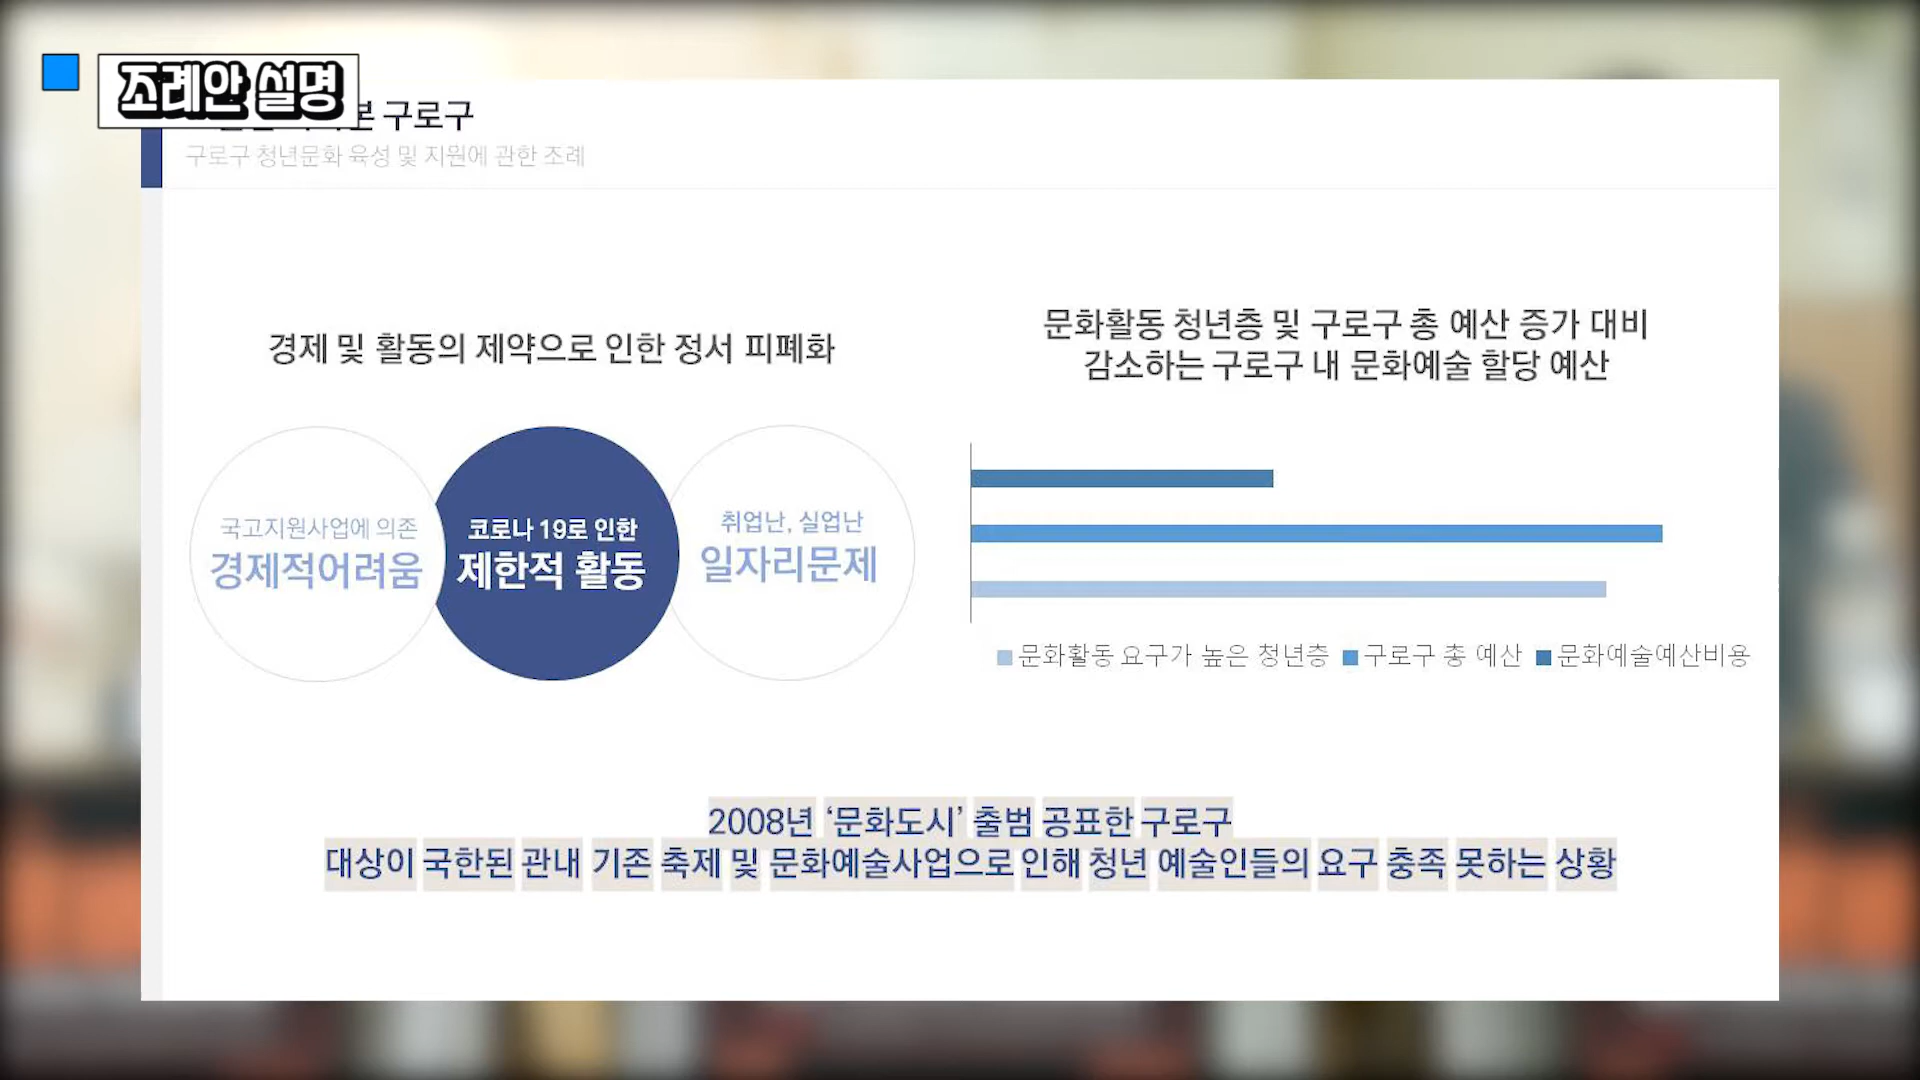 조례안 설명
본 구로구
구로구 청년문화 육성 및 지원에 관한 조례
경제 및 활동의 제약으로 인한 정서 피폐화
국고지원사업에 의존
경제적어려움
코로나 19로 인한
제한적 활동
취업난, 실업난
일자리문제
문화활동 청년층 및 구로구 총 예산 증가 대비
감소하는 구로구 내 문화예술 할당 예산
문화활동 요구가 높은 청년층 구로구 총 예산 문화예술예산비용
2008년 ‘문화도시’ 출범 공표한 구로구
대상이 국한된 관내 기존 축제 및 문화예술사업으로 인해 청년 예술인들의 요구 충족 못하는 상황